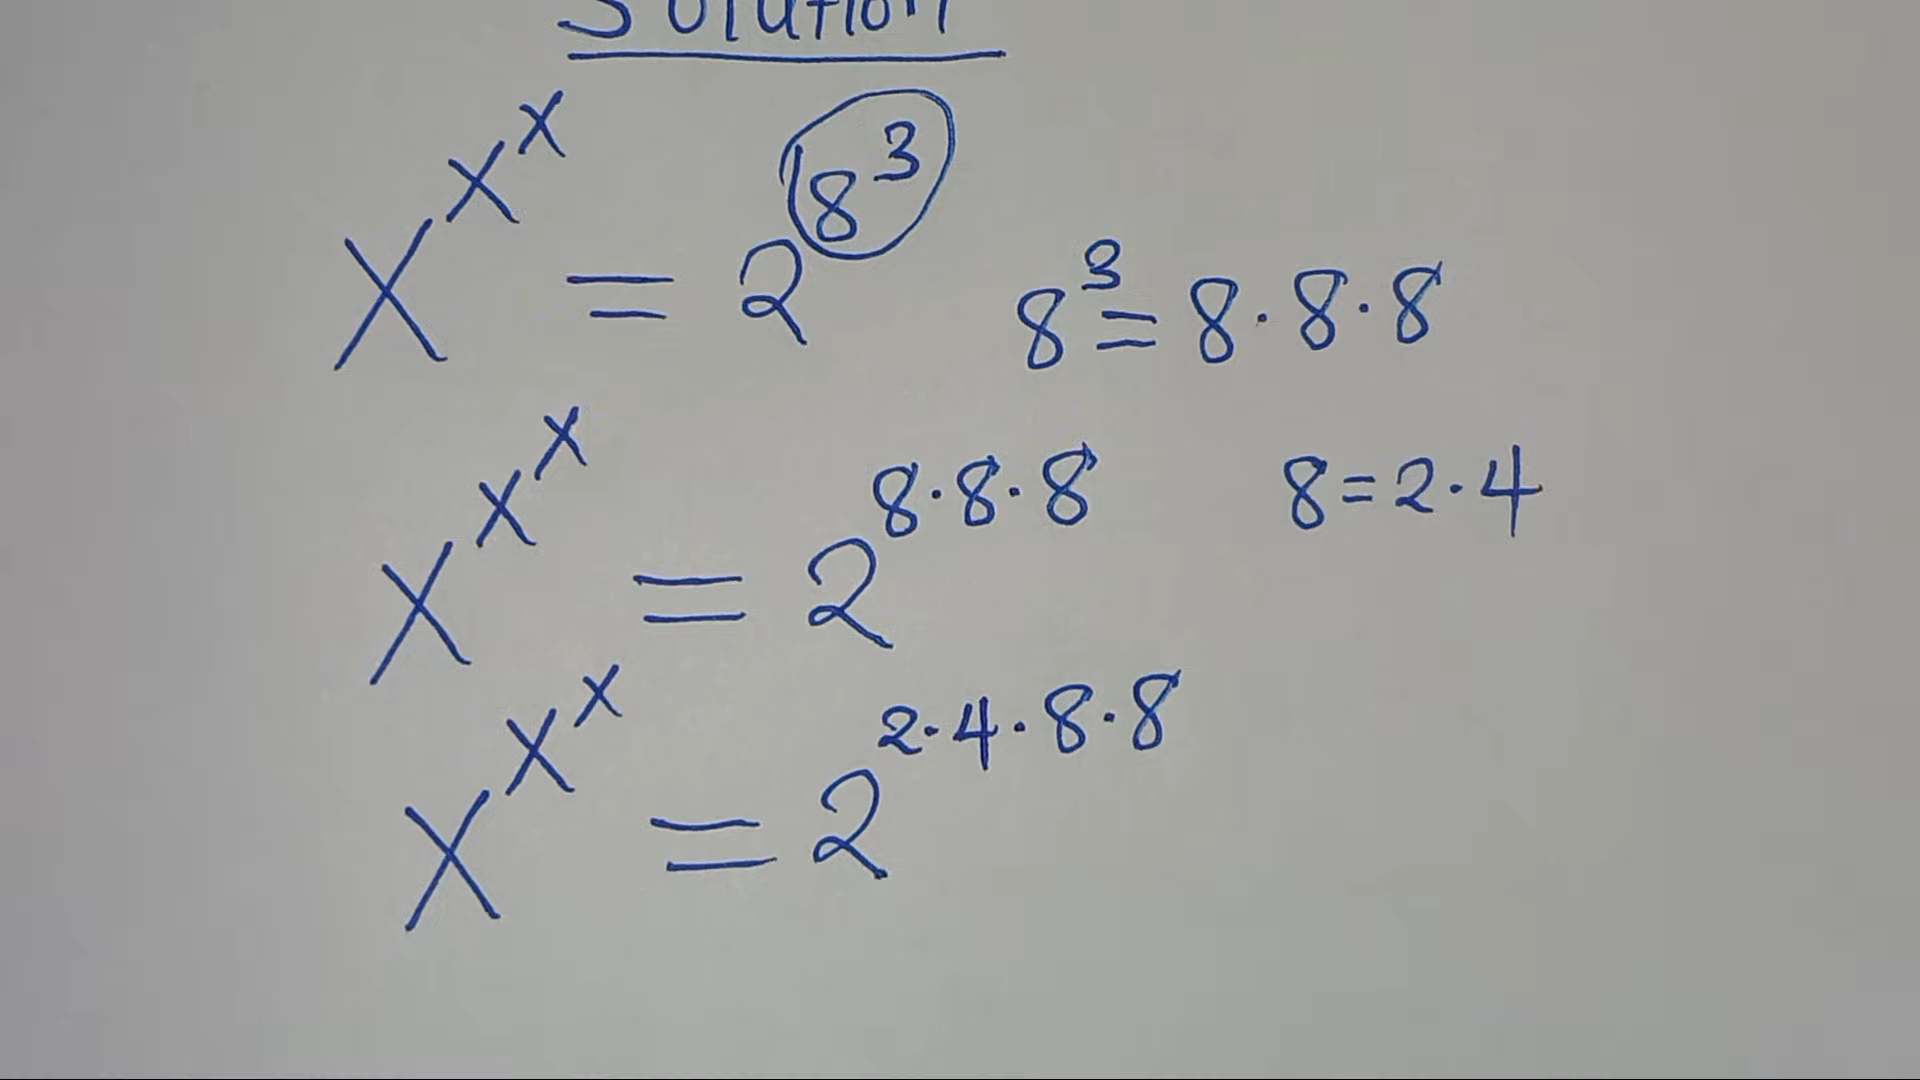 Solution
X^X^X = 2^8^3
8^3 = 8·8·8
X^X^X = 2^8·8·8
8 = 2·4
X^X^X = 2^2·4·8·8